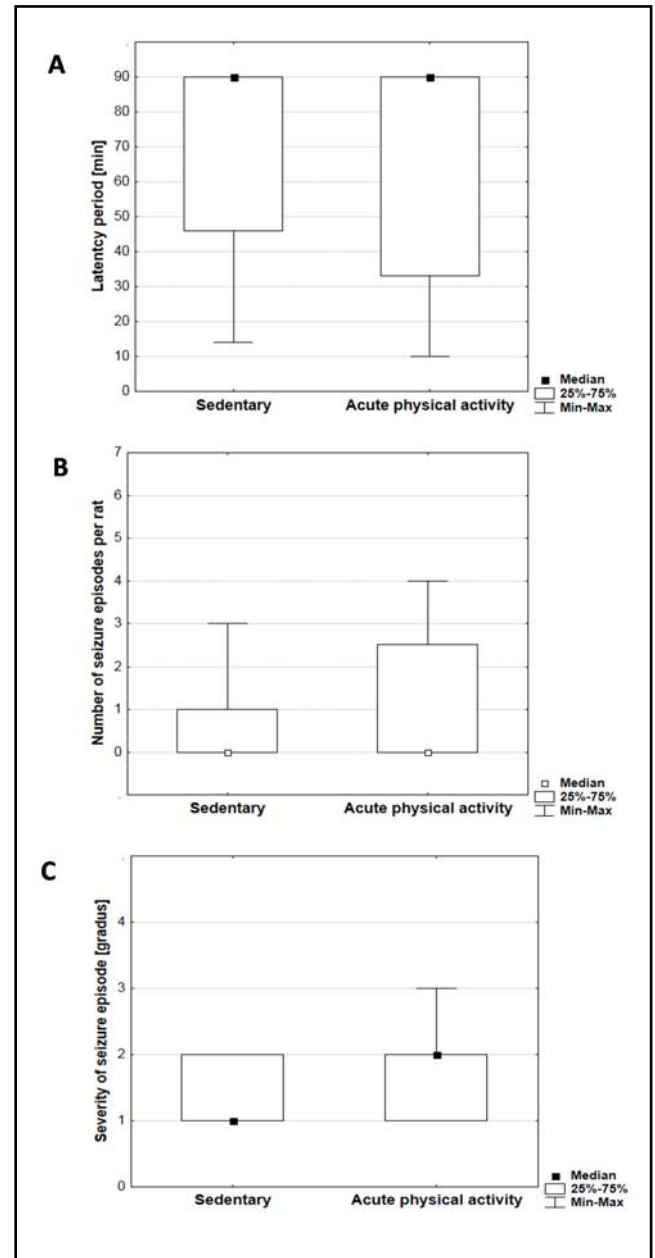 A
Latentcy period [min]
90
80
70
60
50
40
30
20
10
0
Sedentary
Acute physical activity
Median
25%-75%
Min-Max
B
Number of seizure episodes per rat
7
6
5
4
3
2
1
0
Sedentary
Acute physical activity
Median
25%-75%
Min-Max
C
Severity of seizure episode [gradus]
4
3
2
1
0
Sedentary
Acute physical activity
Median
25%-75%
Min-Max